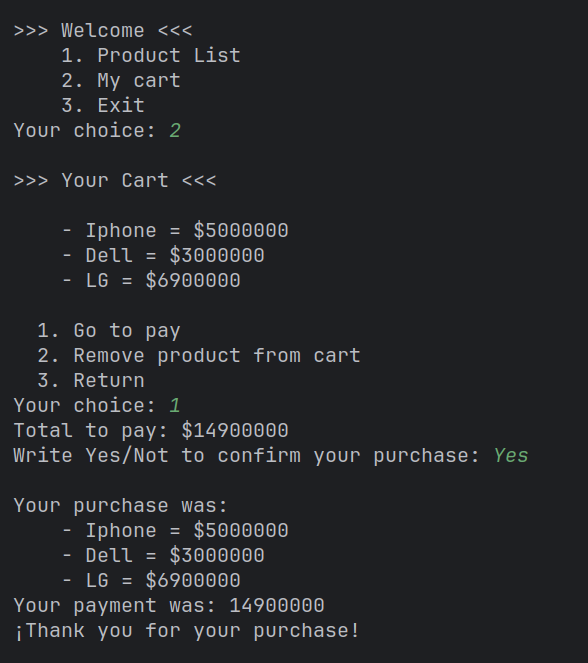 >>> Welcome <<<
1. Product List
2. My cart
3. Exit
Your choice: 2
>>> Your Cart <<<
- Iphone = $5000000
- Dell = $3000000
- LG = $6900000
1. Go to pay
2. Remove product from cart
3. Return
Your choice: 1
Total to pay: $14900000
Write Yes/Not to confirm your purchase: Yes
Your purchase was:
- Iphone = $5000000
- Dell = $3000000
- LG = $6900000
Your payment was: 14900000
¡Thank you for your purchase!